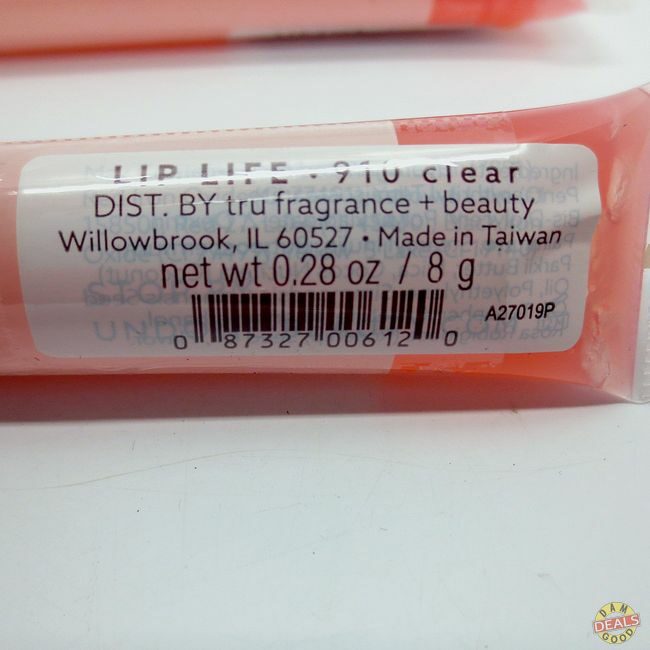 LIP LIFE • 910 clear
DIST. BY tru fragrance + beauty
Willowbrook, IL 60527 • Made in Taiwan
net wt 0.28 oz / 8 g
A27019P
0 87327 00612 0
DAM
DEALS
GOOD